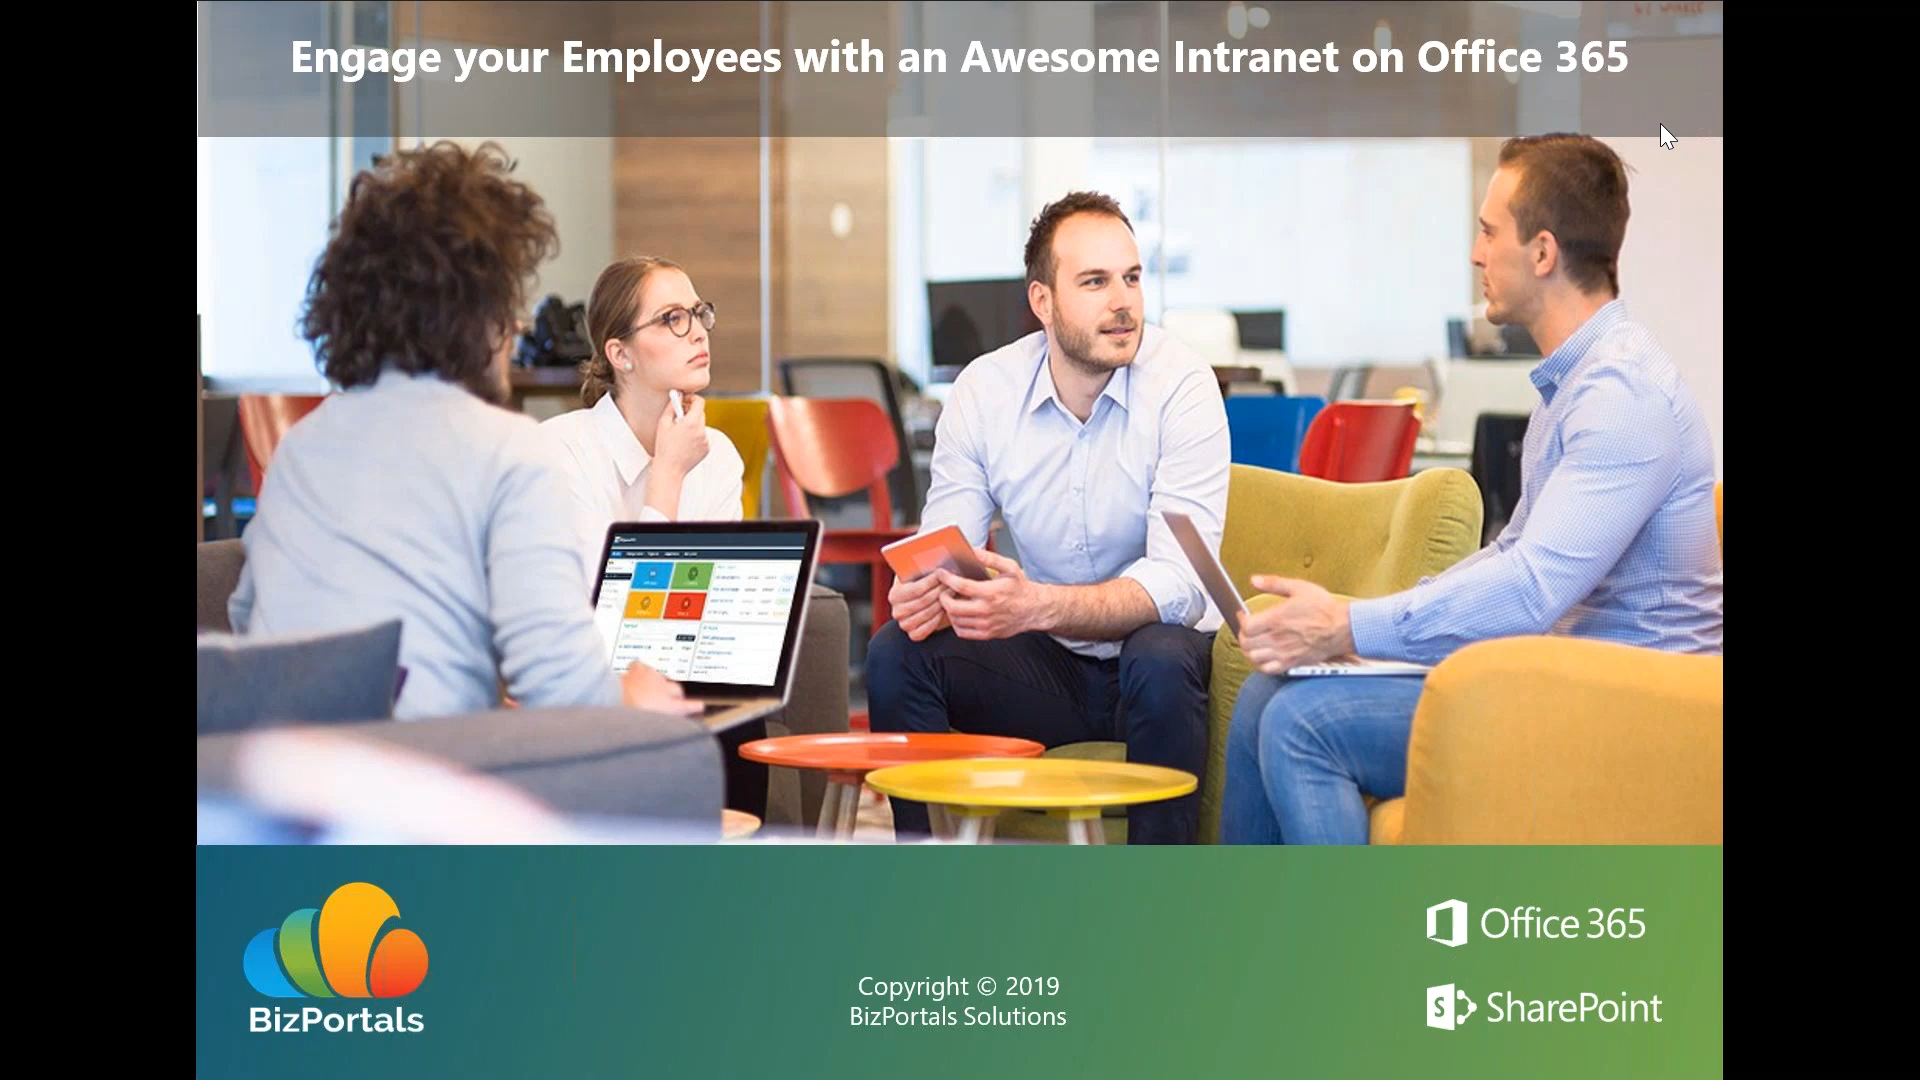 Engage your Employees with an Awesome Intranet on Office 365
BizPortals
Copyright © 2019
BizPortals Solutions
Office 365
SharePoint